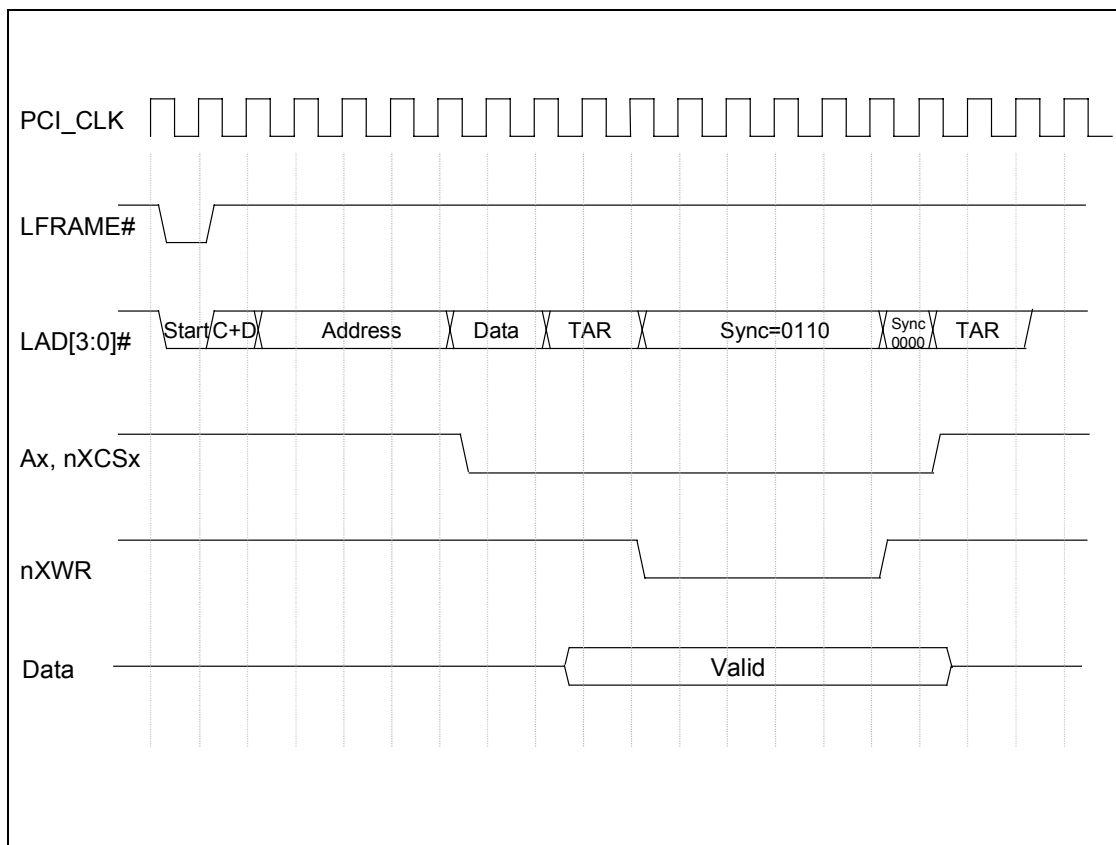 PCI_CLK
LFRAME#
LAD[3:0]#
Start
C+D
Address
Data
TAR
Sync=0110
Sync
0000
TAR
Ax, nXCSx
nXWR
Data
Valid